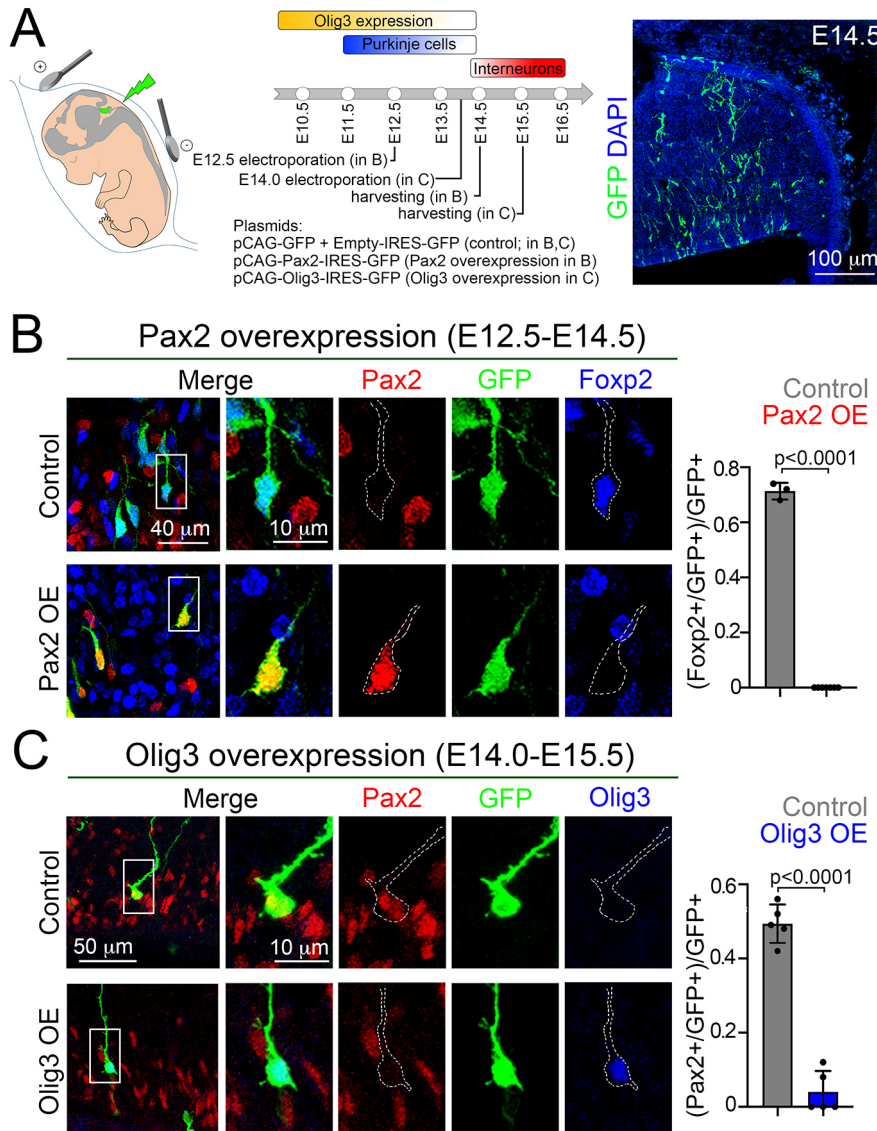 A
Olig3 expression
Purkinje cells
Interneurons
E10.5
E11.5
E12.5
E13.5
E14.5
E15.5
E16.5
E12.5 electroporation (in B)
E14.0 electroporation (in C)
harvesting (in B)
harvesting (in C)
Plasmids:
pCAG-GFP + Empty-IRES-GFP (control; in B,C)
pCAG-Pax2-IRES-GFP (Pax2 overexpression in B)
pCAG-Olig3-IRES-GFP (Olig3 overexpression in C)
GFP DAPI
E14.5
100 µm
B
Pax2 overexpression (E12.5-E14.5)
Merge
Pax2
GFP
Foxp2
Control
40 µm
10 µm
Pax2 OE
Control
Pax2 OE
p<0.0001
(Foxp2+/GFP+)/GFP+
0.8
0.6
0.4
0.2
0
C
Olig3 overexpression (E14.0-E15.5)
Merge
Pax2
GFP
Olig3
Control
50 µm
10 µm
Olig3 OE
Control
Olig3 OE
p<0.0001
(Pax2+/GFP+)/GFP+
0.6
0.4
0.2
0